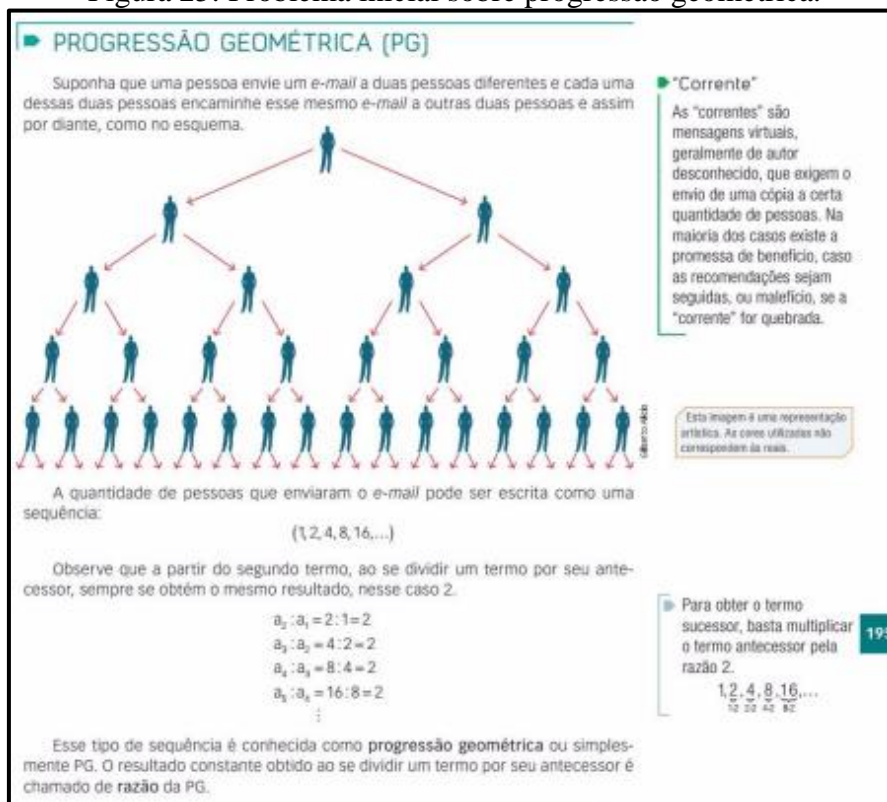 Figura 25: Problema inicial sobre progressão geométrica.
PROGRESSÃO GEOMÉTRICA (PG)
Suponha que uma pessoa envie um e-mail a duas pessoas diferentes e cada uma
dessas duas pessoas encaminhe esse mesmo e-mail a outras duas pessoas e assim
por diante, como no esquema.
A quantidade de pessoas que enviaram o e-mail pode ser escrita como uma
sequência:
(1, 2, 4, 8, 16,...)
Observe que a partir do segundo termo, ao se dividir um termo por seu ante-
cessor, sempre se obtém o mesmo resultado, nesse caso 2.
a₂:a₁=2:1=2
a₃:a₂=4:2=2
a₄:a₃=8:4=2
a₅:a₄=16:8=2
⋮
Esse tipo de sequência é conhecida como progressão geométrica ou simples-
mente PG. O resultado constante obtido ao se dividir um termo por seu antecessor é
chamado de razão da PG.
"Corrente"
As "correntes" são
mensagens virtuais,
geralmente de autor
desconhecido, que exigem o
envio de uma cópia a certa
quantidade de pessoas. Na
maioria dos casos existe a
promessa de benefício, caso
as recomendações sejam
seguidas, ou malefício, se a
"corrente" for quebrada.
Esta imagem é uma representação
artística. As cores utilizadas não
correspondem às reais.
Para obter o termo
sucessor, basta multiplicar
o termo antecessor pela
razão 2.
1,2,4,8,16,...
1·2 2·2 4·2 8·2
195